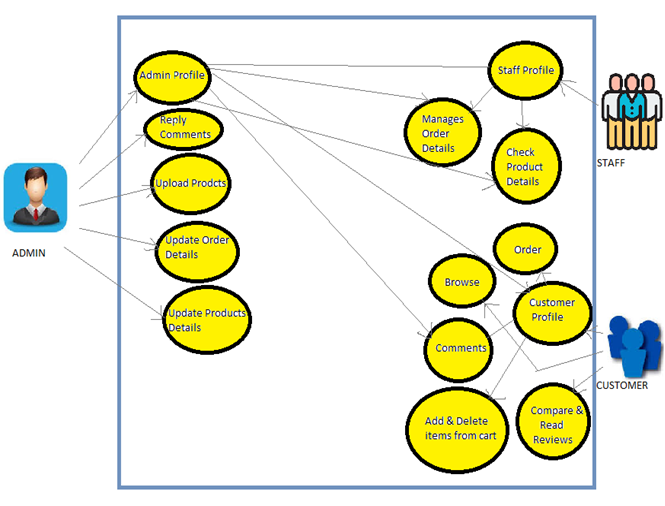 Admin Profile
Staff Profile
Reply
Comments
Manages
Order
Details
Check
Product
Details
STAFF
Upload Prodcts
ADMIN
Update Order
Details
Order
Browse
Customer
Profile
Update Products
Details
Comments
CUSTOMER
Add & Delete
items from cart
Compare &
Read
Reviews